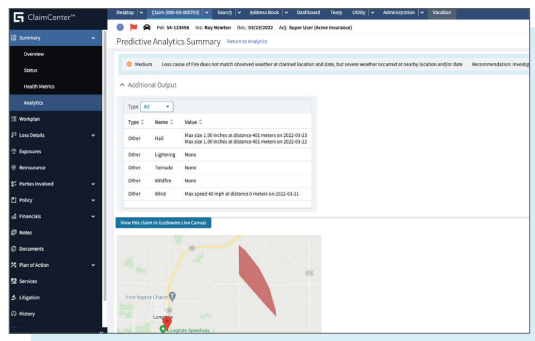 ClaimCenter™
Desktop Claim (000-00-000703) Search Address Book Dashboard Team Utility Administration Vacation
Pol: 54-123456 Ins: Ray Newton DoL: 03/23/2022 Adj: Super User (Acme Insurance)
Predictive Analytics Summary Return to Analytics
Medium Loss cause of Fire does not match observed weather at claimed location and date, but severe weather occurred at nearby location and/or date Recommendation: Investig
Summary
Overview
Status
Health Metrics
Analytics
Workplan
Loss Details
Exposures
Reinsurance
Parties Involved
Policy
Financials
Notes
Documents
Plan of Action
Services
Litigation
History
Additional Output
Type All
Type Name Value
Other Hail Max size 1.00 inches at distance 401 meters on 2022-03-23
Max size 1.00 inches at distance 401 meters on 2022-03-22
Other Lightning None
Other Tornado None
Other Wildfire None
Other Wind Max speed 40 mph at distance 0 meters on 2022-03-21
View this claim in Guidewire Live Canvas
First Baptist Church
Longdale Speedway